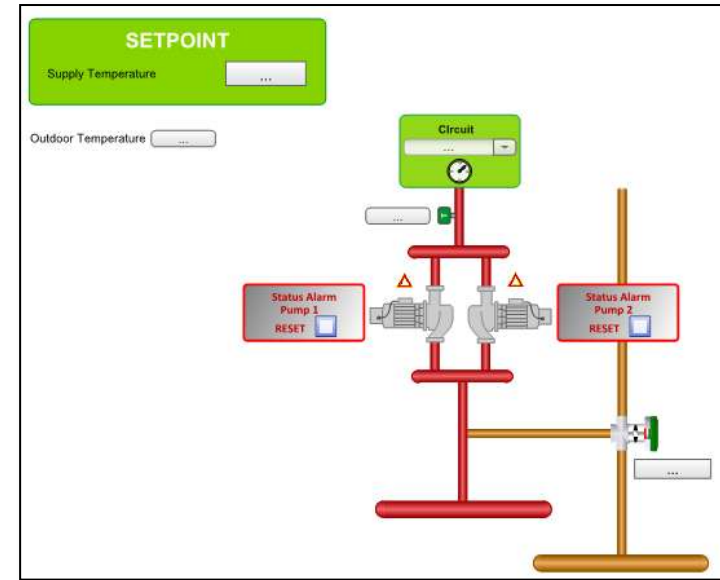 SETPOINT
Supply Temperature ...
Outdoor Temperature ...
CIrcuit
...
...
Status Alarm
Pump 1
RESET
Status Alarm
Pump 2
RESET
...